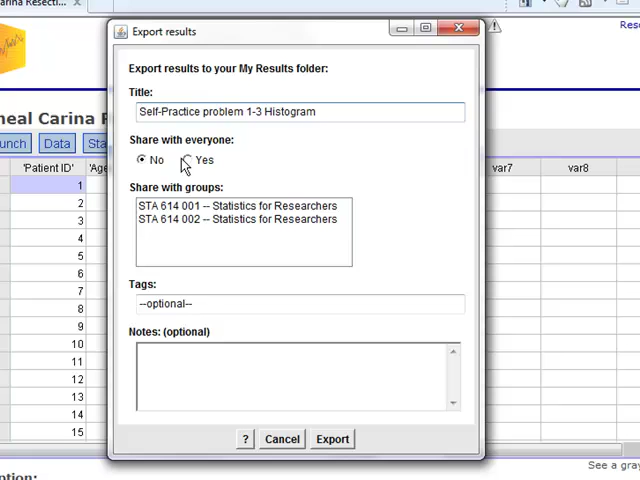 arina Resecti...
Export results
Rese
Export results to your My Results folder:
Title:
Self-Practice problem 1-3 Histogram
neal Carina R
Share with everyone:
unch Data Sta
No Yes
'Patient ID' 'Age var7 var8
Share with groups:
1
STA 614 001 -- Statistics for Researchers
2
STA 614 002 -- Statistics for Researchers
3
4
5
6
Tags:
7
--optional--
8
9
Notes: (optional)
10
11
12
13
14
15
? Cancel Export
See a gray
ption: